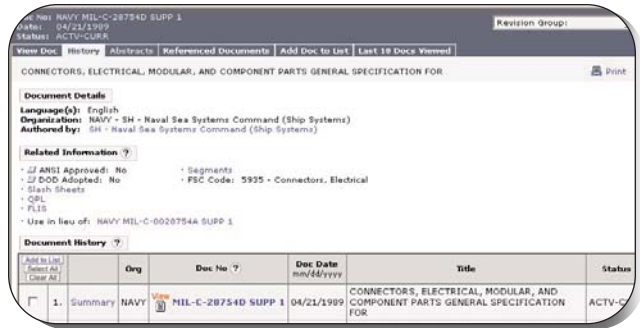 Doc No: NAVY MIL-C-28754D SUPP 1
Date: 04/21/1989
Status: ACTV-CURR
Revision Group:
View Doc History Abstracts Referenced Documents Add Doc to List Last 10 Docs Viewed
CONNECTORS, ELECTRICAL, MODULAR, AND COMPONENT PARTS GENERAL SPECIFICATION FOR
Print
Document Details
Language(s): English
Organization: NAVY - SH - Naval Sea Systems Command (Ship Systems)
Authored by: SH - Naval Sea Systems Command (Ship Systems)
Related Information ?
· ANSI Approved: No · Segments
· DOD Adopted: No · FSC Code: 5935 - Connectors, Electrical
· Slash Sheets
· QPL
· FLIS
· Use in lieu of: NAVY MIL-C-0028754A SUPP 1
Document History ?
Add to List
Select All
Clear All
Org Doc No ? Doc Date mm/dd/yyyy Title Status
1. Summary NAVY View MIL-C-28754D SUPP 1 04/21/1989 CONNECTORS, ELECTRICAL, MODULAR, AND
COMPONENT PARTS GENERAL SPECIFICATION ACTV-C
FOR